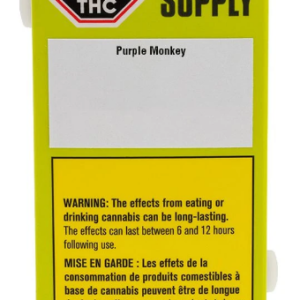 THC
SUPPLY
Purple Monkey
WARNING: The effects from eating or
drinking cannabis can be long-lasting.
The effects can last between 6 and 12 hours
following use.
MISE EN GARDE : Les effets de la
consommation de produits comestibles à
base de cannabis peuvent être de longue